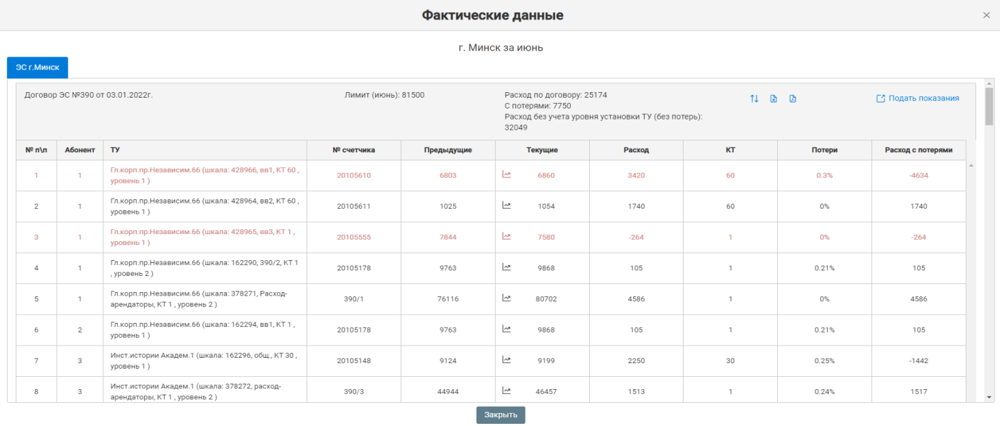 Фактические данные
г. Минск за июнь
ЭС г.Минск
Договор ЭС №390 от 03.01.2022г.
Лимит (июнь): 81500
Расход по договору: 25174
С потерями: 7750
Расход без учета уровня установки ТУ (без потерь):
32049
Подать показания
№ п\п Абонент ТУ № счетчика Предыдущие Текущие Расход КТ Потери Расход с потерями
1 1 Гл.корп.пр.Независим.66 (шкала: 428966, вв1, КТ 60 , 20105610 6803 6860 3420 60 0.3% -4634
уровень 1 )
2 1 Гл.корп.пр.Независим.66 (шкала: 428964, вв2, КТ 60 , 20105611 1025 1054 1740 60 0% 1740
уровень 1 )
3 1 Гл.корп.пр.Независим.66 (шкала: 428965, вв3, КТ 1 , 20105555 7844 7580 -264 1 0% -264
уровень 1 )
4 1 Гл.корп.пр.Независим.66 (шкала: 162290, 390/2, КТ 1 20105178 9763 9868 105 1 0.21% 105
, уровень 2 )
5 1 Гл.корп.пр.Независим.66 (шкала: 378271, Расход- 390/1 76116 80702 4586 1 0% 4586
арендаторы, КТ 1 , уровень 2 )
6 2 Гл.корп.пр.Независим.66 (шкала: 162294, вв1, КТ 1 , 20105178 9763 9868 105 1 0.21% 105
уровень 1 )
7 3 Инст.истории Академ.1 (шкала: 162296, общ., КТ 30 , 20105148 9124 9199 2250 30 0.25% -1442
уровень 1 )
8 3 Инст.истории Академ.1 (шкала: 378272, расход- 390/3 44944 46457 1513 1 0.24% 1517
арендаторы, КТ 1 , уровень 2 )
Закрыть